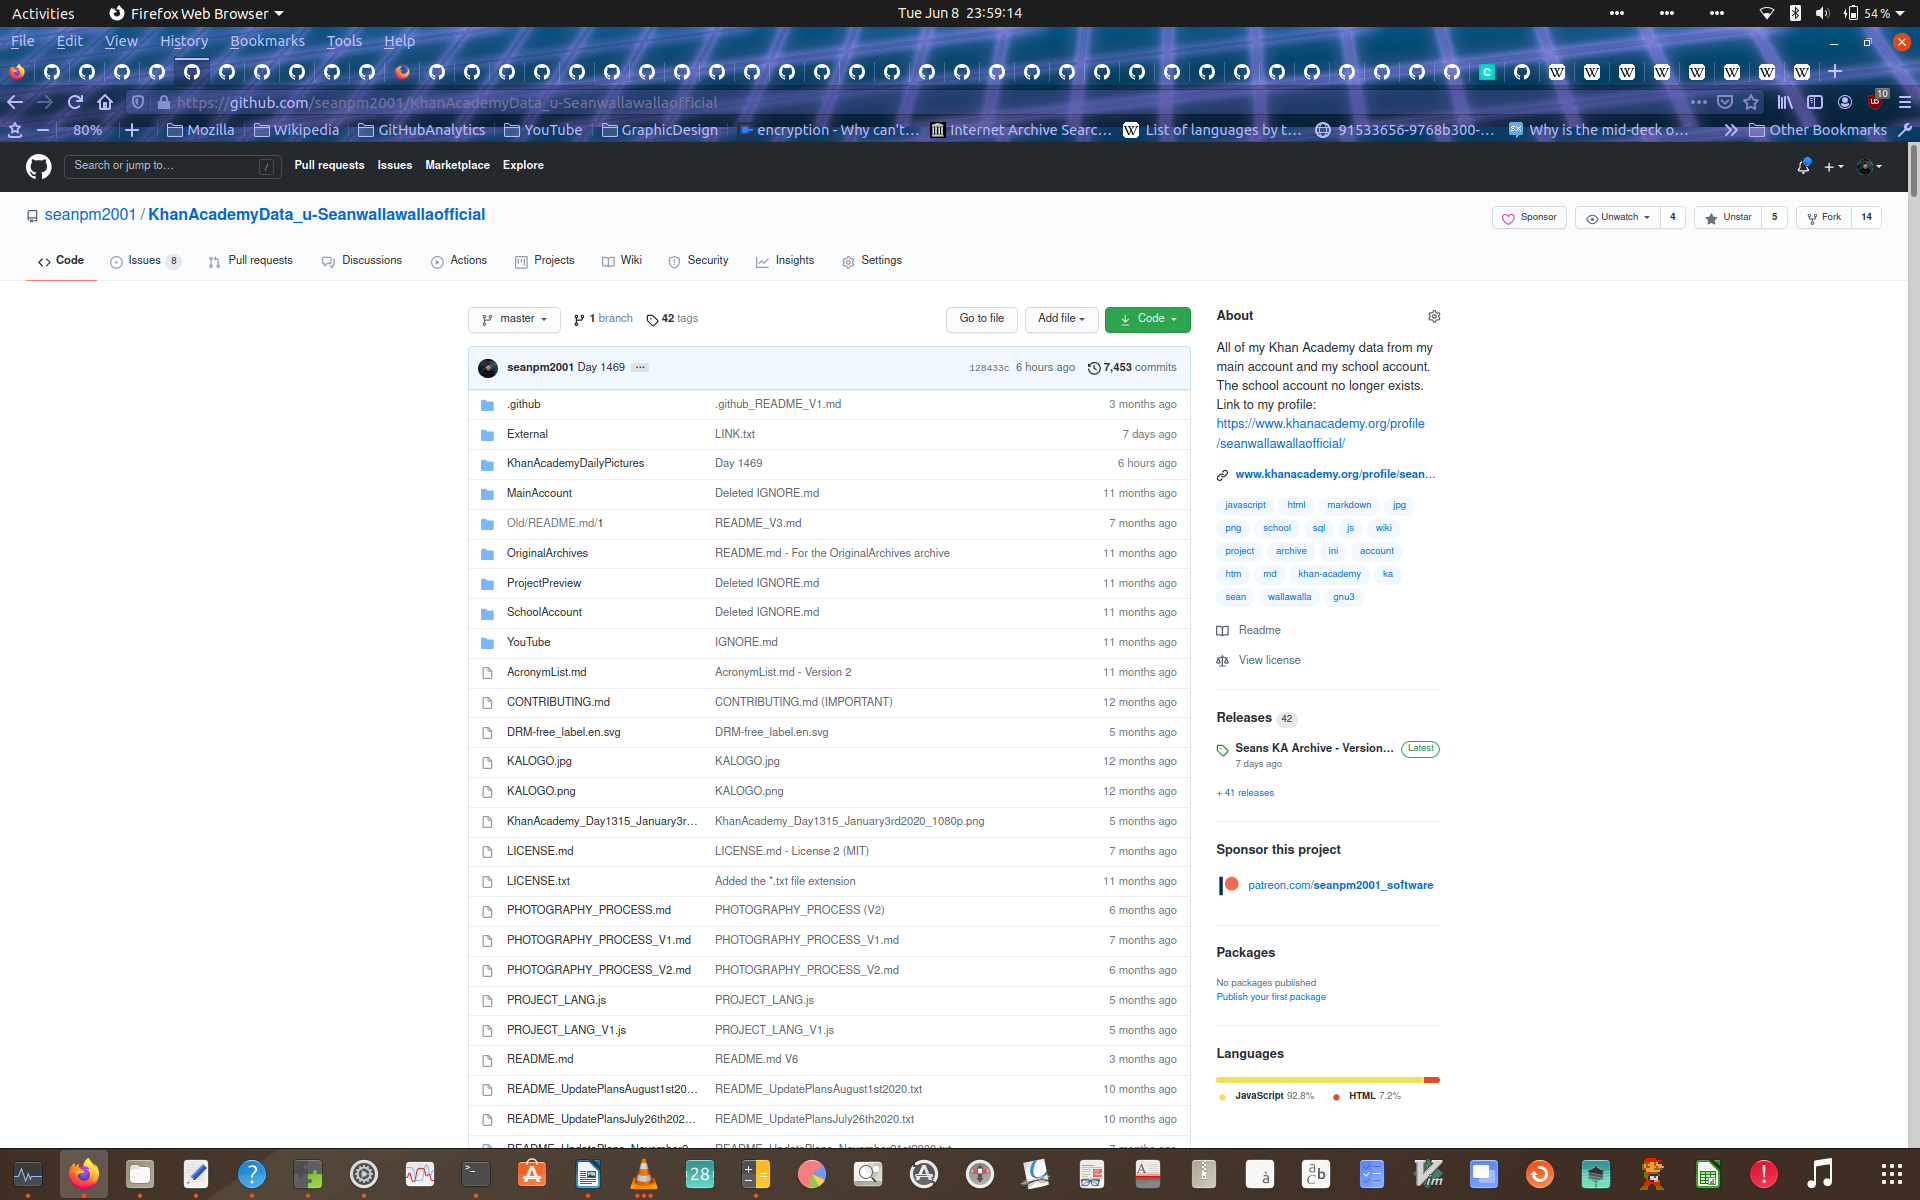 Activities Firefox Web Browser Tue Jun 8 23:59:14 54 %
File Edit View History Bookmarks Tools Help
https://github.com/seanpm2001/KhanAcademyData_u-Seanwallawallaofficial 10
80% Mozilla Wikipedia GitHubAnalytics YouTube GraphicDesign encryption - Why can't… Internet Archive Searc… List of languages by t… 91533656-9768b300-… Why is the mid-deck o… Other Bookmarks
Search or jump to… / Pull requests Issues Marketplace Explore
seanpm2001 / KhanAcademyData_u-Seanwallawallaofficial Sponsor Unwatch 4 Unstar 5 Fork 14
Code Issues 8 Pull requests Discussions Actions Projects Wiki Security Insights Settings
master 1 branch 42 tags Go to file Add file Code
seanpm2001 Day 1469 … 128433c 6 hours ago 7,453 commits
.github .github_README_V1.md 3 months ago
External LINK.txt 7 days ago
KhanAcademyDailyPictures Day 1469 6 hours ago
MainAccount Deleted IGNORE.md 11 months ago
Old/README.md/1 README_V3.md 7 months ago
OriginalArchives README.md - For the OriginalArchives archive 11 months ago
ProjectPreview Deleted IGNORE.md 11 months ago
SchoolAccount Deleted IGNORE.md 11 months ago
YouTube IGNORE.md 11 months ago
AcronymList.md AcronymList.md - Version 2 11 months ago
CONTRIBUTING.md CONTRIBUTING.md (IMPORTANT) 12 months ago
DRM-free_label.en.svg DRM-free_label.en.svg 5 months ago
KALOGO.jpg KALOGO.jpg 12 months ago
KALOGO.png KALOGO.png 12 months ago
KhanAcademy_Day1315_January3r… KhanAcademy_Day1315_January3rd2020_1080p.png 5 months ago
LICENSE.md LICENSE.md - License 2 (MIT) 7 months ago
LICENSE.txt Added the *.txt file extension 11 months ago
PHOTOGRAPHY_PROCESS.md PHOTOGRAPHY_PROCESS (V2) 6 months ago
PHOTOGRAPHY_PROCESS_V1.md PHOTOGRAPHY_PROCESS_V1.md 7 months ago
PHOTOGRAPHY_PROCESS_V2.md PHOTOGRAPHY_PROCESS_V2.md 6 months ago
PROJECT_LANG.js PROJECT_LANG.js 5 months ago
PROJECT_LANG_V1.js PROJECT_LANG_V1.js 5 months ago
README.md README.md V6 3 months ago
README_UpdatePlansAugust1st20… README_UpdatePlansAugust1st2020.txt 10 months ago
README_UpdatePlansJuly26th202… README_UpdatePlansJuly26th2020.txt 10 months ago
About
All of my Khan Academy data from my
main account and my school account.
The school account no longer exists.
Link to my profile:
https://www.khanacademy.org/profile
/seanwallawallaofficial/
www.khanacademy.org/profile/sean…
javascript html markdown jpg
png school sql js wiki
project archive ini account
htm md khan-academy ka
sean wallawalla gnu3
Readme
View license
Releases 42
Seans KA Archive - Version… Latest
7 days ago
+ 41 releases
Sponsor this project
patreon.com/seanpm2001_software
Packages
No packages published
Publish your first package
Languages
JavaScript 92.8% HTML 7.2%
28